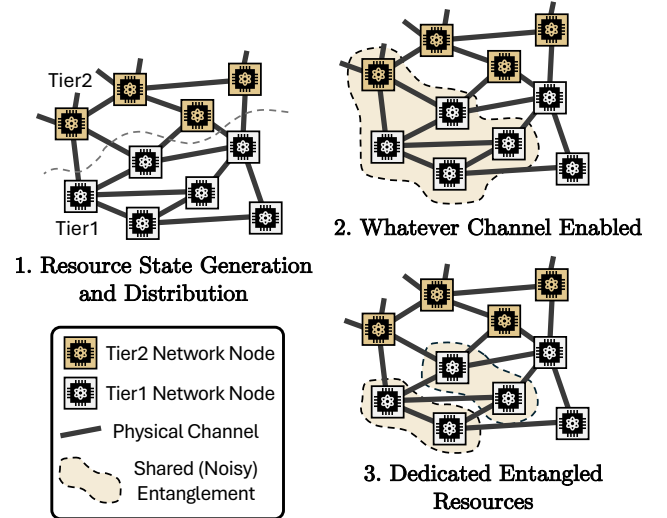 Tier2
Tier1
1. Resource State Generation
and Distribution
2. Whatever Channel Enabled
Tier2 Network Node
Tier1 Network Node
Physical Channel
Shared (Noisy)
Entanglement
3. Dedicated Entangled
Resources